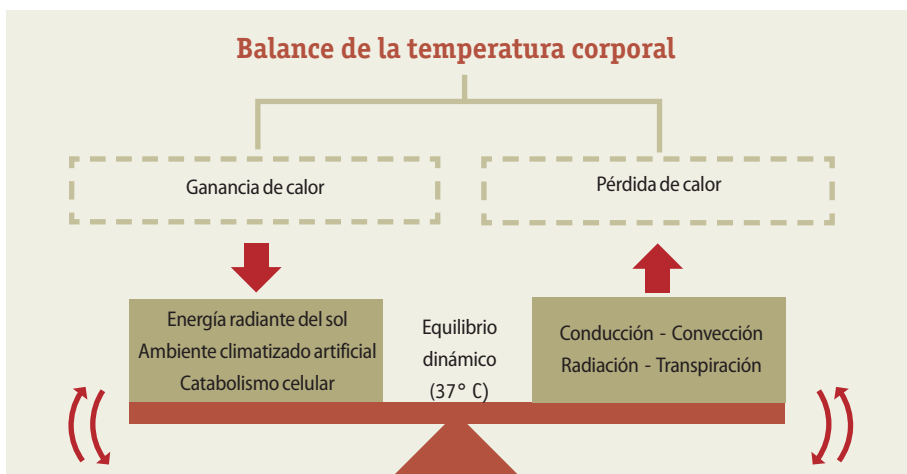 Balance de la temperatura corporal
Ganancia de calor
Pérdida de calor
Energía radiante del sol
Ambiente climatizado artificial
Catabolismo celular
Equilibrio
dinámico
(37° C)
Conducción - Convección
Radiación - Transpiración